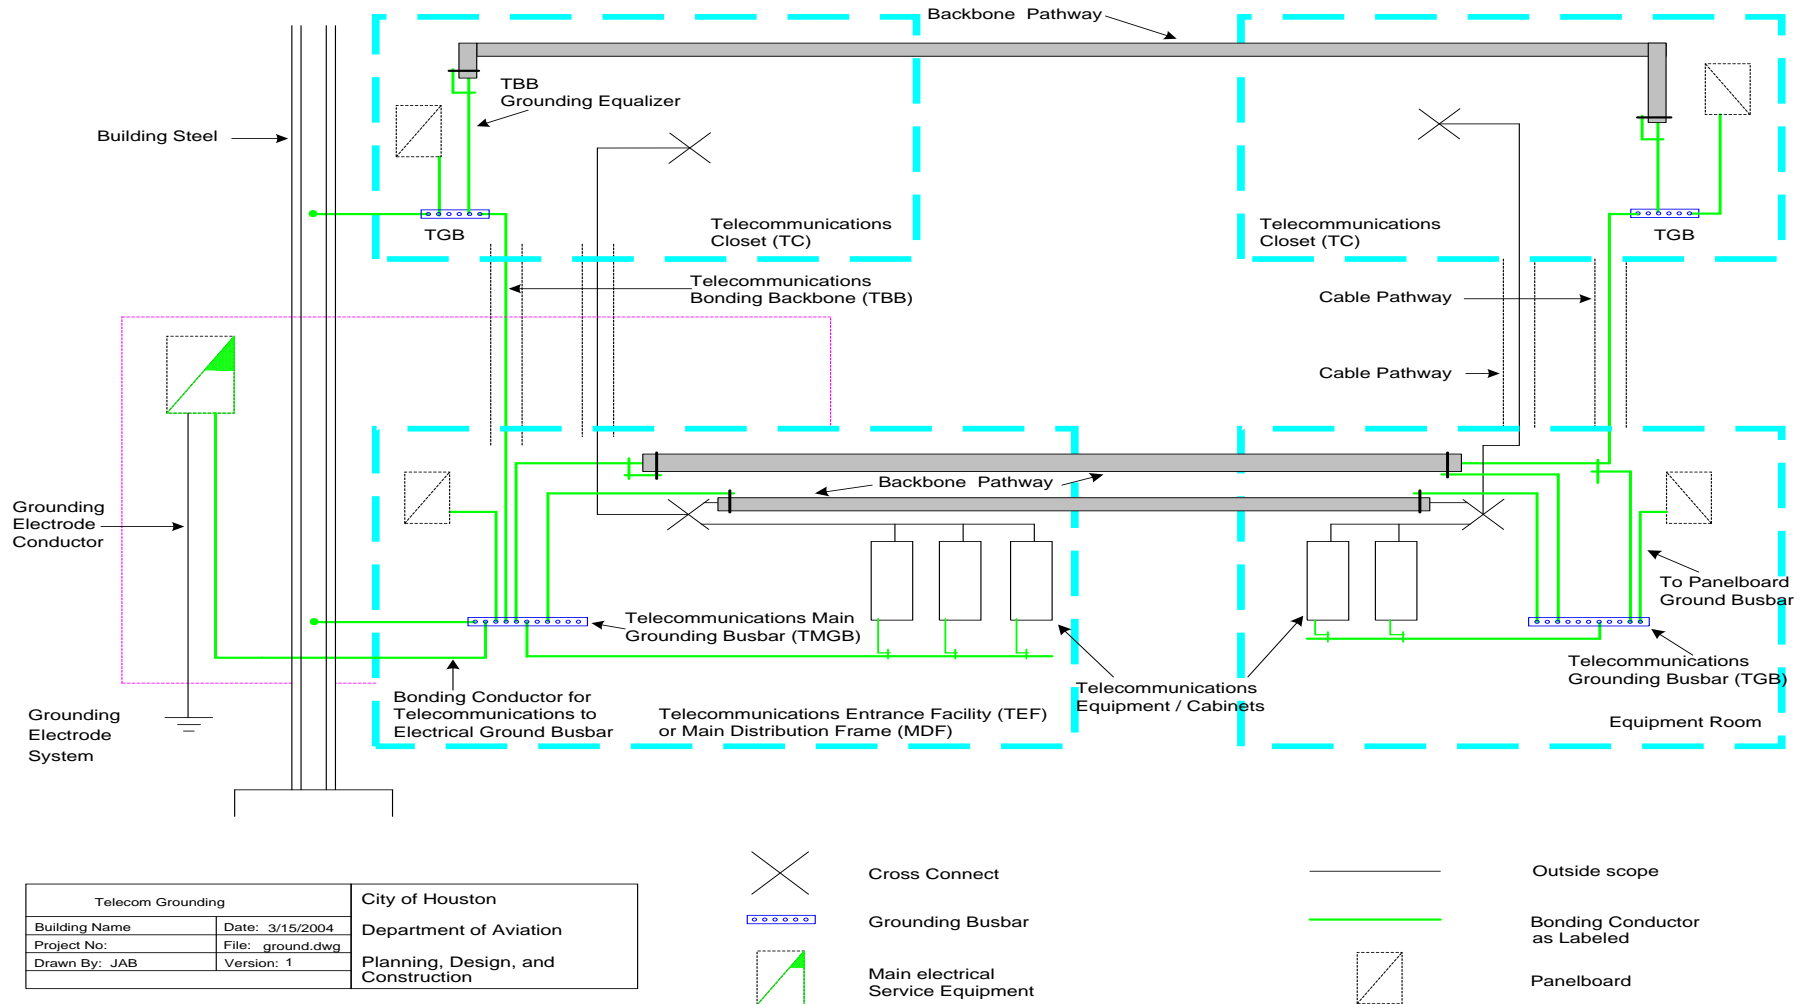 Backbone  Pathway
TBB
Grounding Equalizer
Building Steel
TGB
Telecommunications
Closet (TC)
Telecommunications
Closet (TC)
TGB
Telecommunications
Bonding Backbone (TBB)
Cable Pathway
Cable Pathway
Backbone  Pathway
Grounding
Electrode
Conductor
To Panelboard
Ground Busbar
Telecommunications Main
Grounding Busbar (TMGB)
Telecommunications
Grounding Busbar (TGB)
Bonding Conductor for
Telecommunications to
Electrical Ground Busbar
Telecommunications
Equipment / Cabinets
Telecommunications Entrance Facility (TEF)
or Main Distribution Frame (MDF)
Equipment Room
Grounding
Electrode
System
Telecom Grounding
Building Name
Date: 3/15/2004
Project No:
File: ground.dwg
Drawn By: JAB
Version: 1
City of Houston
Department of Aviation
Planning, Design, and
Construction
Cross Connect
Grounding Busbar
Main electrical
Service Equipment
Outside scope
Bonding Conductor
as Labeled
Panelboard